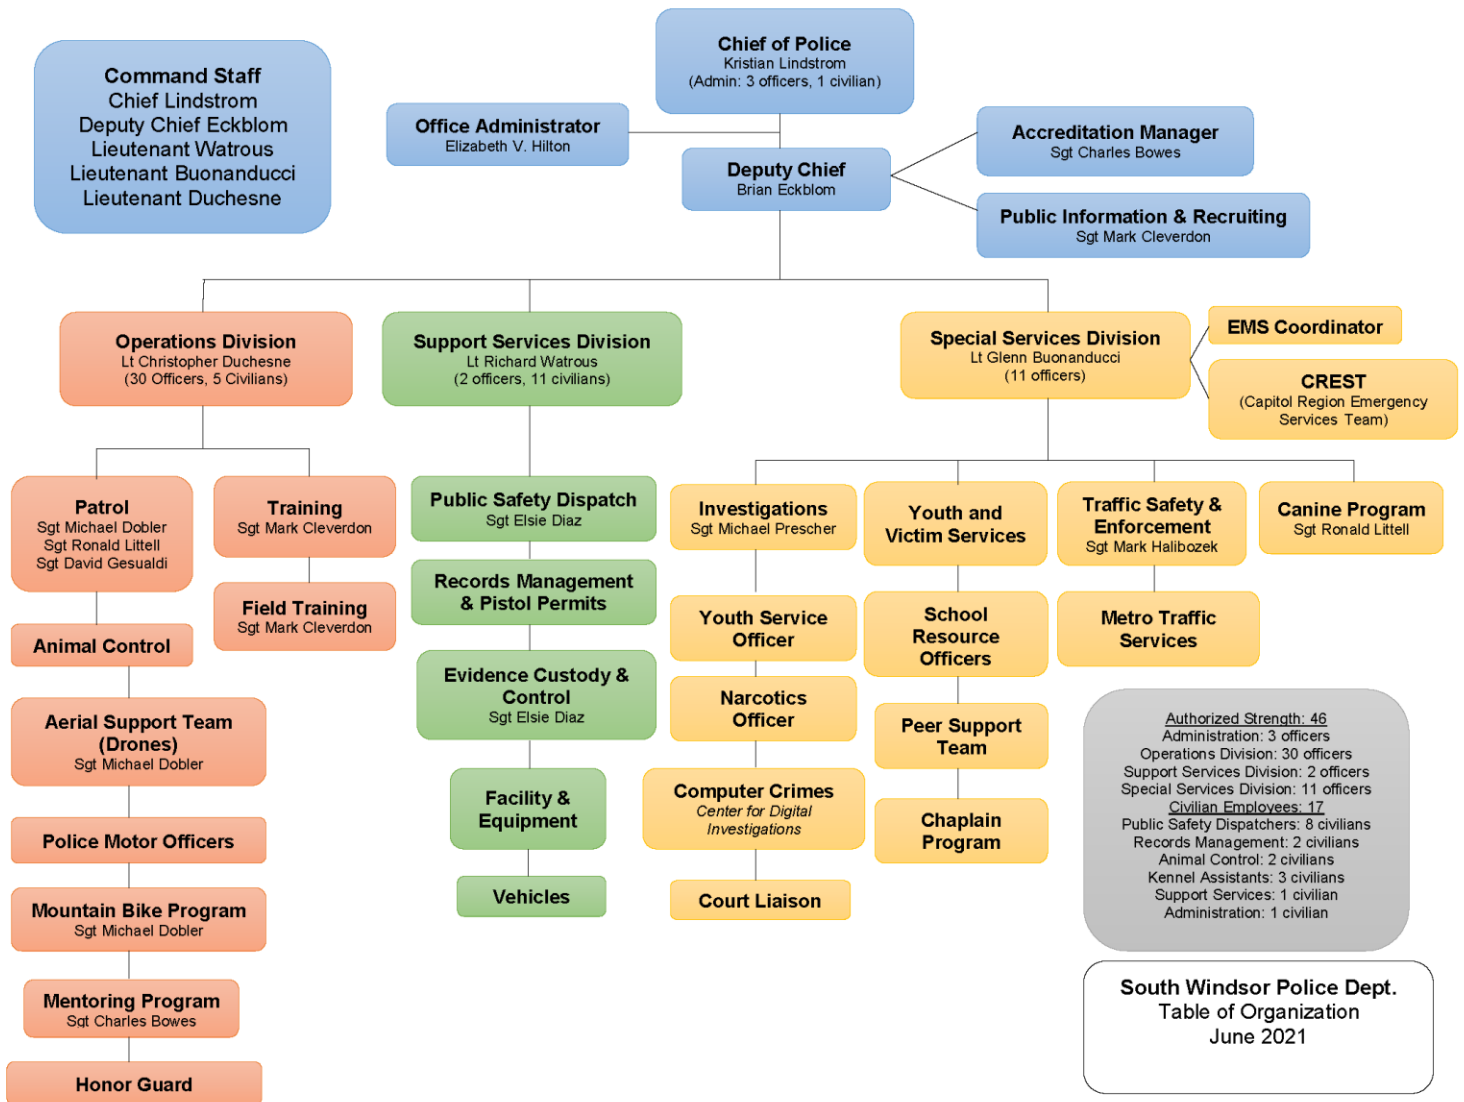 Command Staff
Chief Lindstrom
Deputy Chief Eckblom
Lieutenant Watrous
Lieutenant Buonanducci
Lieutenant Duchesne
Chief of Police
Kristian Lindstrom
(Admin: 3 officers, 1 civilian)
Office Administrator
Elizabeth V. Hilton
Deputy Chief
Brian Eckblom
Accreditation Manager
Sgt Charles Bowes
Public Information & Recruiting
Sgt Mark Cleverdon
Operations Division
Lt Christopher Duchesne
(30 Officers, 5 Civilians)
Support Services Division
Lt Richard Watrous
(2 officers, 11 civilians)
Special Services Division
Lt Glenn Buonanducci
(11 officers)
EMS Coordinator
CREST
(Capitol Region Emergency
Services Team)
Patrol
Sgt Michael Dobler
Sgt Ronald Littell
Sgt David Gesualdi
Training
Sgt Mark Cleverdon
Field Training
Sgt Mark Cleverdon
Animal Control
Aerial Support Team
(Drones)
Sgt Michael Dobler
Police Motor Officers
Mountain Bike Program
Sgt Michael Dobler
Mentoring Program
Sgt Charles Bowes
Honor Guard
Public Safety Dispatch
Sgt Elsie Diaz
Records Management
& Pistol Permits
Evidence Custody &
Control
Sgt Elsie Diaz
Facility &
Equipment
Vehicles
Investigations
Sgt Michael Prescher
Youth Service
Officer
Narcotics
Officer
Computer Crimes
Center for Digital
Investigations
Court Liaison
Youth and
Victim Services
School
Resource
Officers
Peer Support
Team
Chaplain
Program
Traffic Safety &
Enforcement
Sgt Mark Halibozek
Metro Traffic
Services
Canine Program
Sgt Ronald Littell
Authorized Strength: 46
Administration: 3 officers
Operations Division: 30 officers
Support Services Division: 2 officers
Special Services Division: 11 officers
Civilian Employees: 17
Public Safety Dispatchers: 8 civilians
Records Management: 2 civilians
Animal Control: 2 civilians
Kennel Assistants: 3 civilians
Support Services: 1 civilian
Administration: 1 civilian
South Windsor Police Dept.
Table of Organization
June 2021